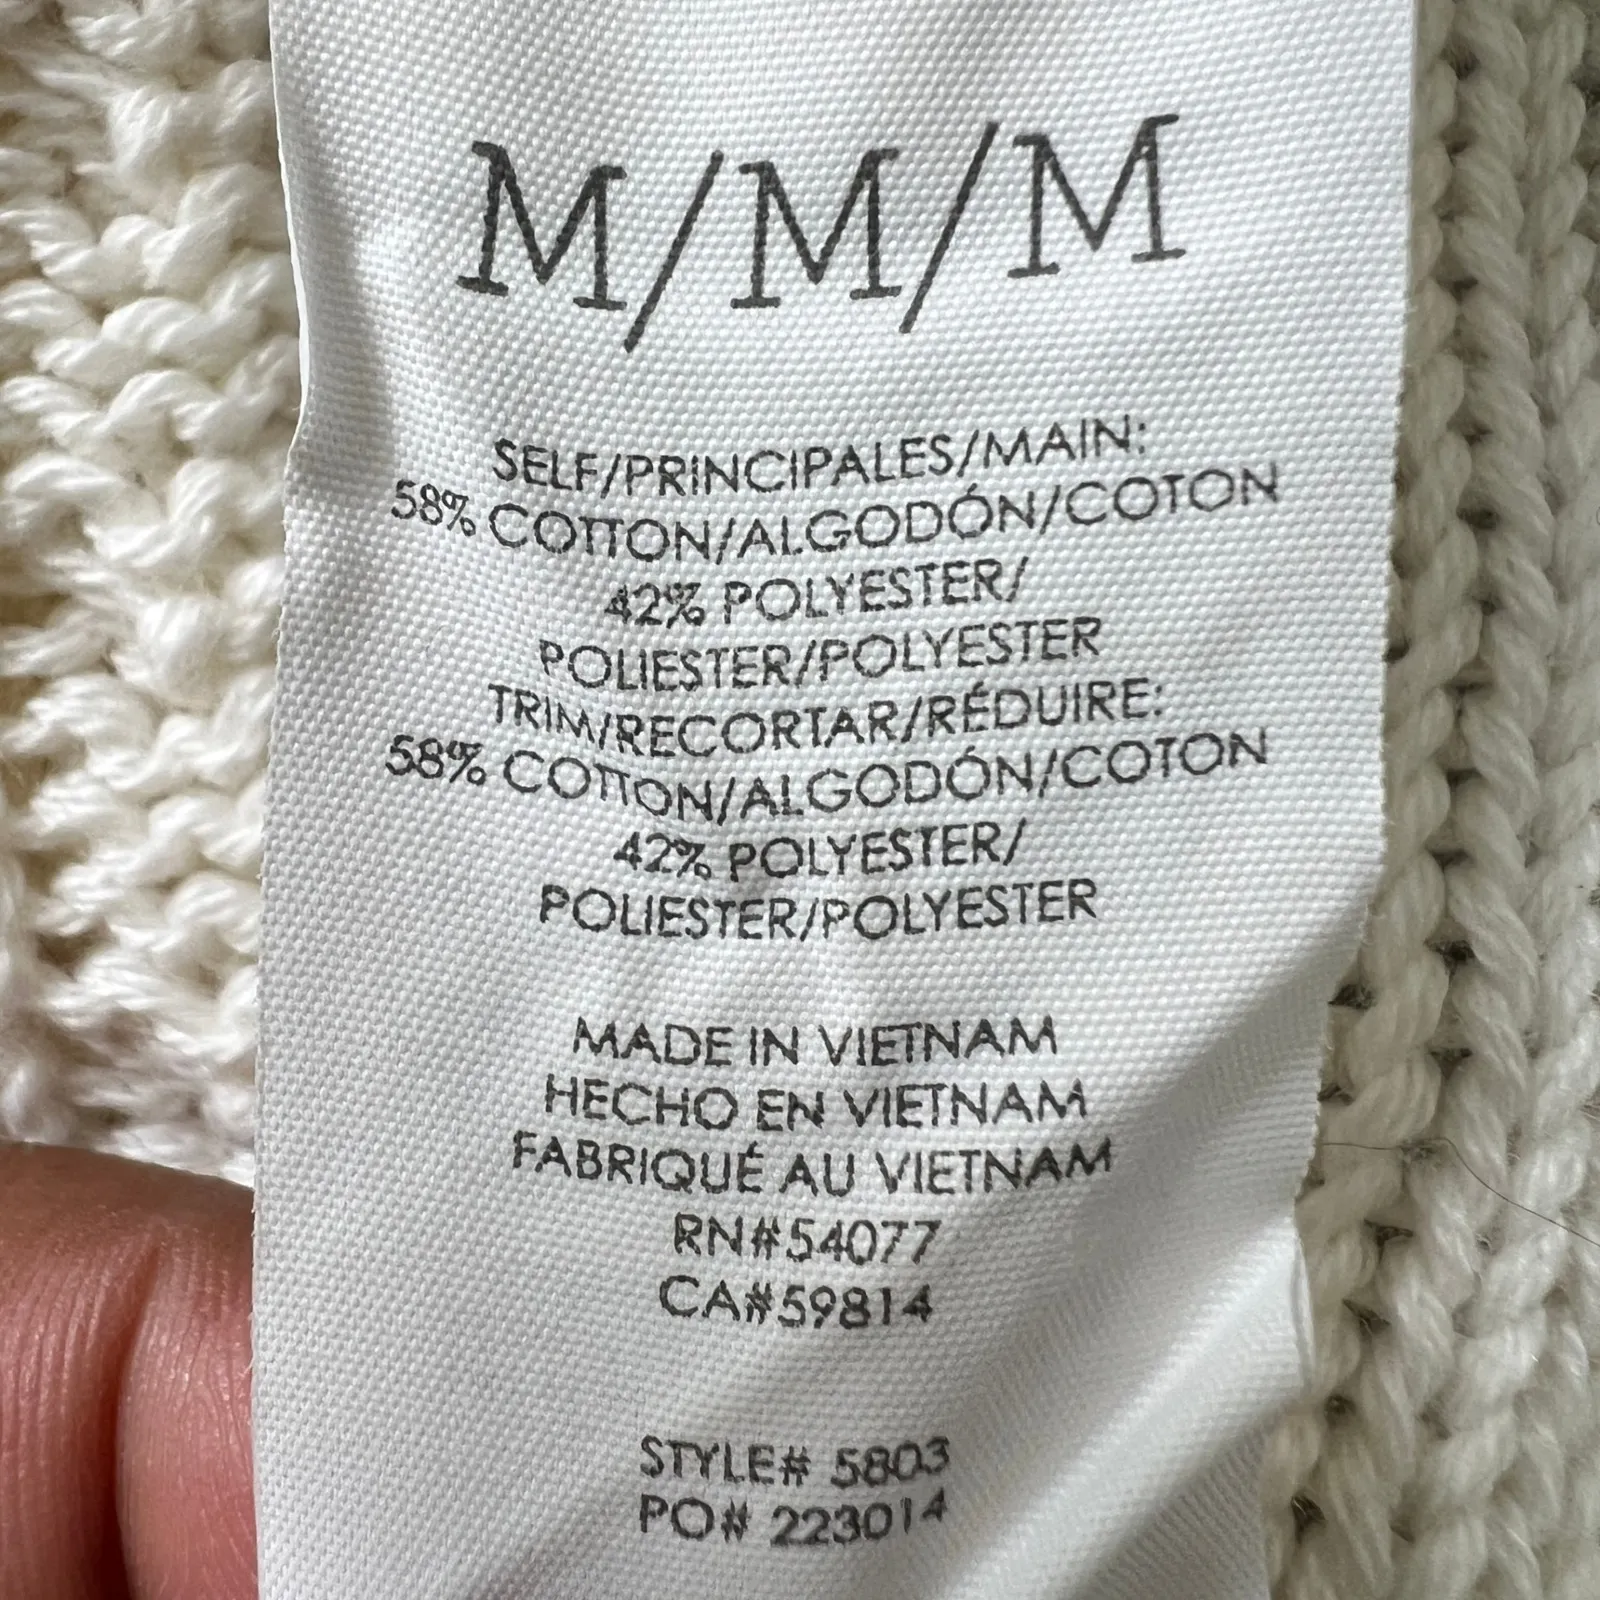 M/M/M
SELF/PRINCIPALES/MAIN:
58% COTTON/ALGODÓN/COTON
42% POLYESTER/
POLIESTER/POLYESTER
TRIM/RECORTAR/RÉDUIRE:
58% COTTON/ALGODÓN/COTON
42% POLYESTER/
POLIESTER/POLYESTER
MADE IN VIETNAM
HECHO EN VIETNAM
FABRIQUÉ AU VIETNAM
RN#54077
CA#59814
STYLE# 5803
PO# 223014